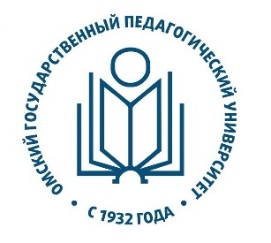 ОМСКИЙ ГОСУДАРСТВЕННЫЙ ПЕДАГОГИЧЕСКИЙ УНИВЕРСИТЕТ
• С 1932 ГОДА •